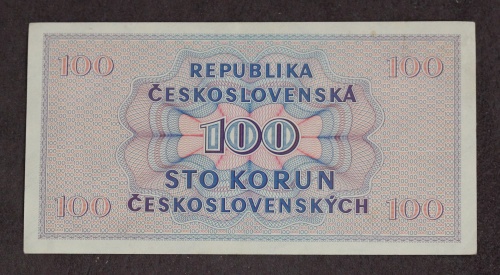 100 100
REPUBLIKA
ČESKOSLOVENSKÁ
100
STO KORUN
ČESKOSLOVENSKÝCH
100 100